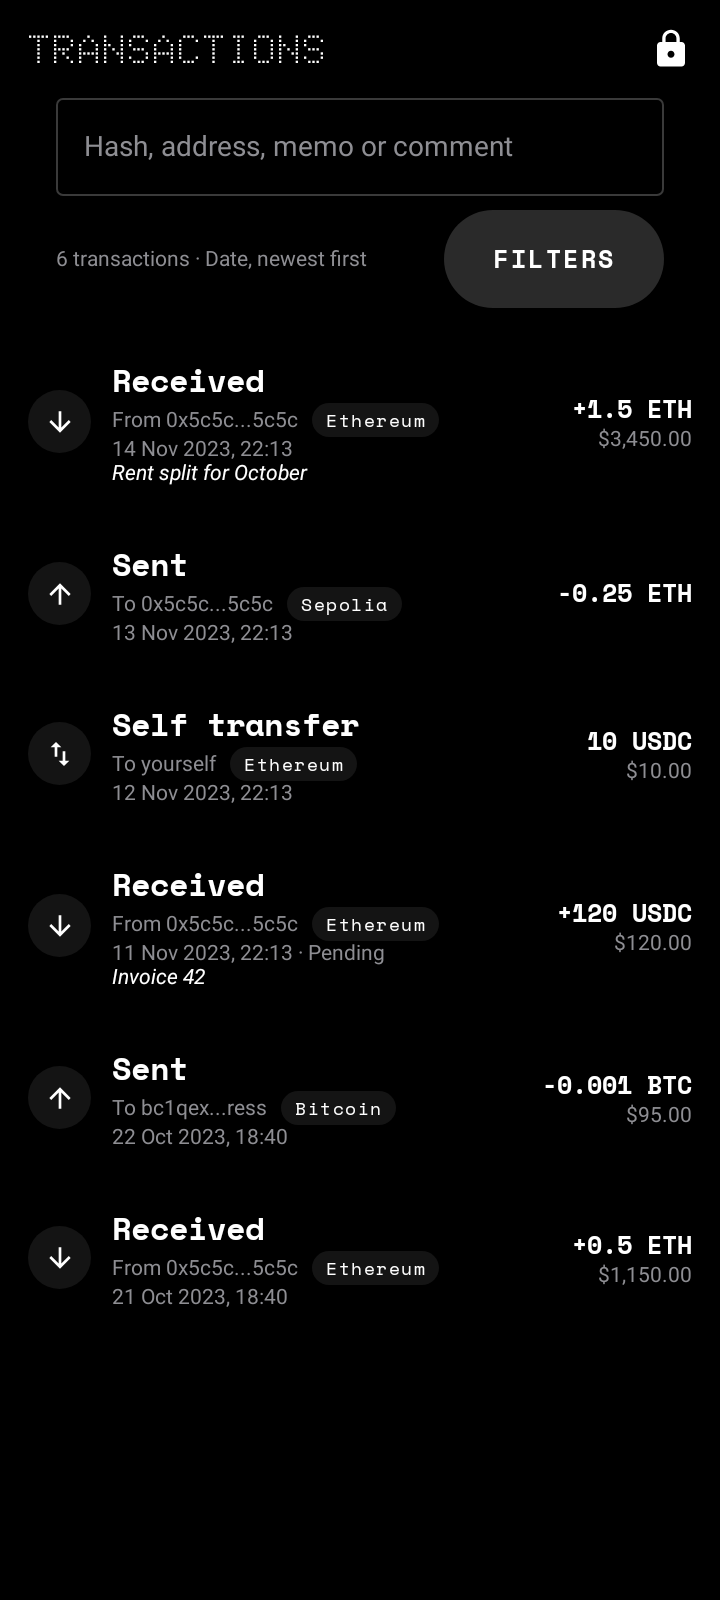 TRANSACTIONS
Hash, address, memo or comment
6 transactions · Date, newest first
FILTERS
Received
From 0x5c5c...5c5c Ethereum
14 Nov 2023, 22:13
Rent split for October
+1.5 ETH
$3,450.00
Sent
To 0x5c5c...5c5c Sepolia
13 Nov 2023, 22:13
-0.25 ETH
Self transfer
To yourself Ethereum
12 Nov 2023, 22:13
10 USDC
$10.00
Received
From 0x5c5c...5c5c Ethereum
11 Nov 2023, 22:13 · Pending
Invoice 42
+120 USDC
$120.00
Sent
To bc1qex...ress Bitcoin
22 Oct 2023, 18:40
-0.001 BTC
$95.00
Received
From 0x5c5c...5c5c Ethereum
21 Oct 2023, 18:40
+0.5 ETH
$1,150.00